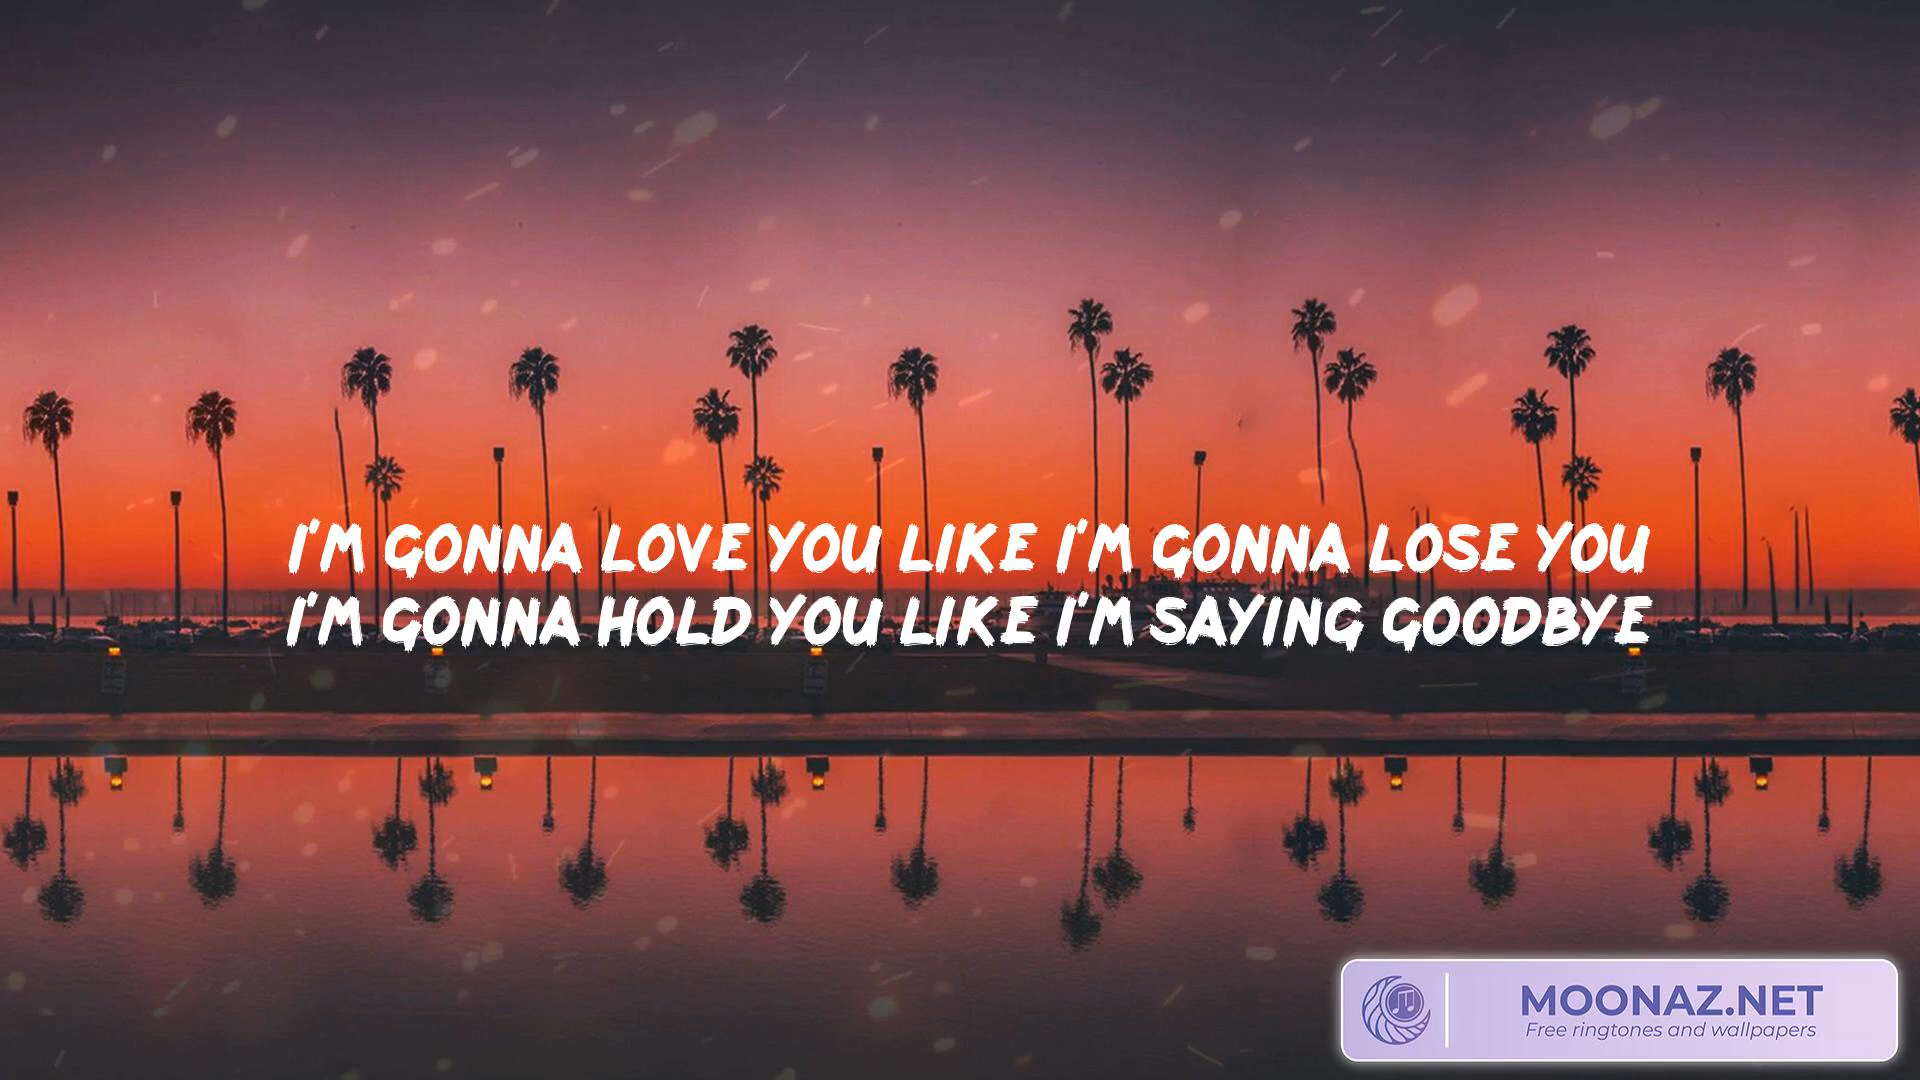 I'M GONNA LOVE YOU LIKE I'M GONNA LOSE YOU
I'M GONNA HOLD YOU LIKE I'M SAYING GOODBYE
MOONAZ.NET
Free ringtones and wallpapers